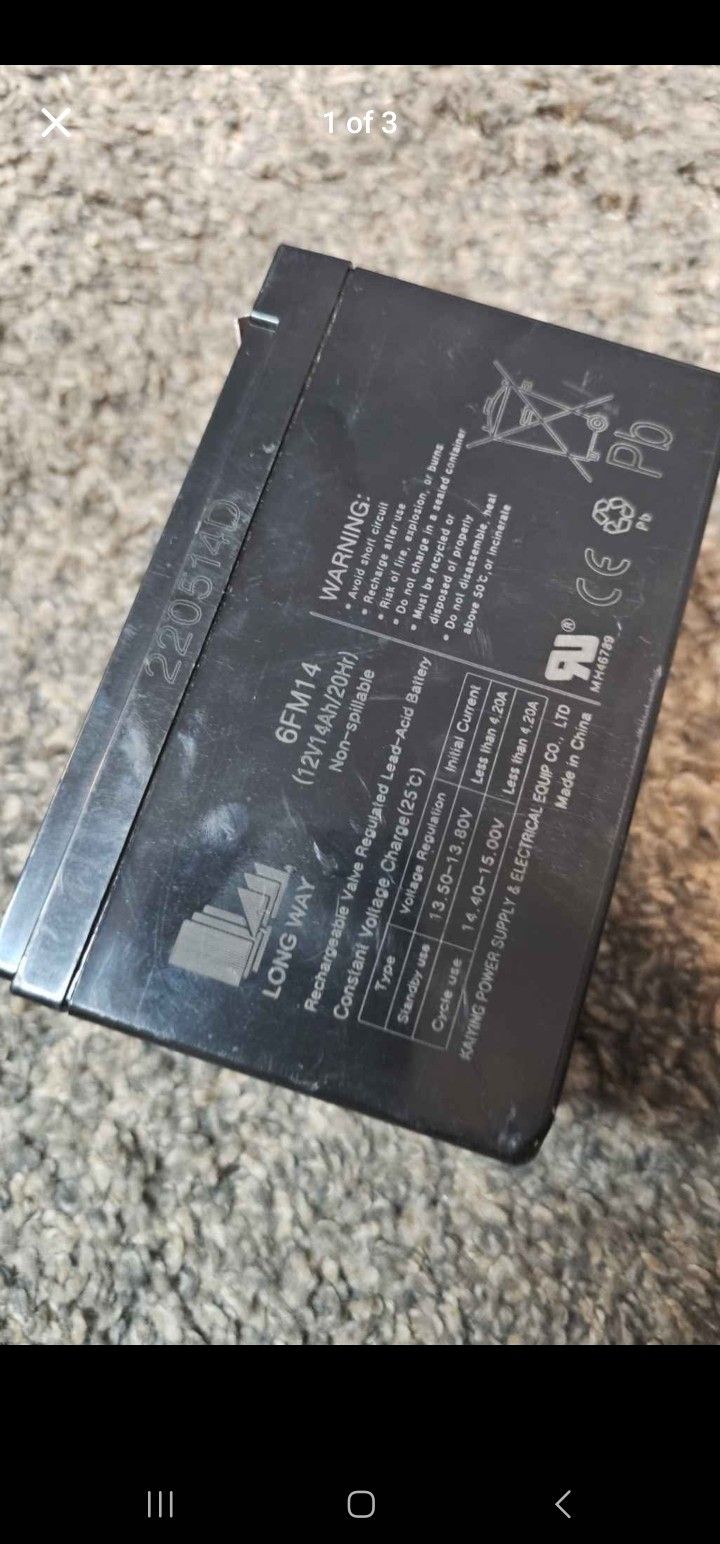 1 of 3
220514D
LONG WAY
6FM14
(12V14Ah/20Hr)
Non-spillable
Rechargeable Valve Regulated Lead-Acid Battery
Constant Voltage Charge(25℃)
Type Voltage Regulation Initial Current
Standby use 13.50-13.80V Less than 4.20A
Cycle use 14.40-15.00V Less than 4.20A
KAIYING POWER SUPPLY & ELECTRICAL EQUIP CO., LTD
Made in China
WARNING:
• Avoid short circuit
• Recharge after use
• Risk of fire, explosion, or burns
• Do not charge in a sealed container
• Must be recycled or
disposed of properly
• Do not disassemble, heat
above 50℃, or incinerate
Pb
Pb
CE
RU®
MH46789